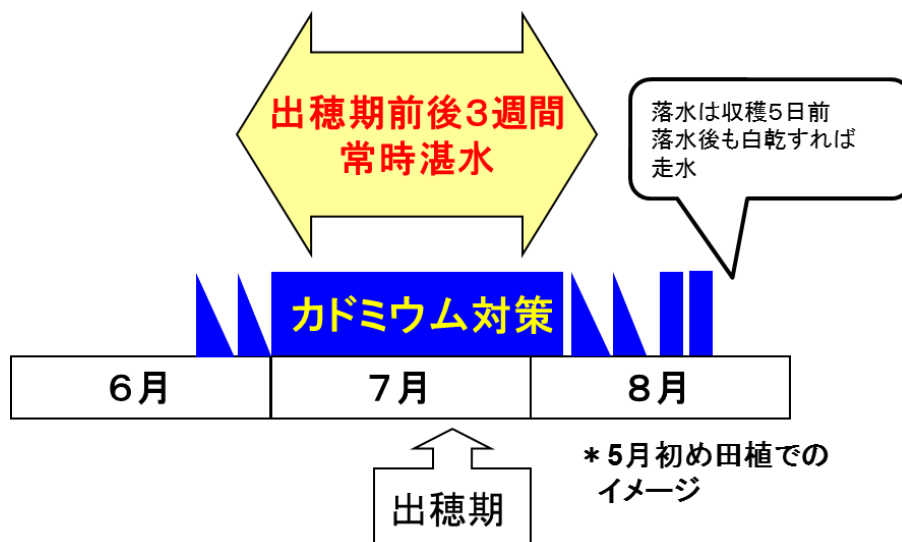 出穂期前後３週間
常時湛水
落水は収穫５日前
落水後も白乾すれば
走水
カドミウム対策
６月
７月
８月
出穂期
＊5月初め田植での
イメージ